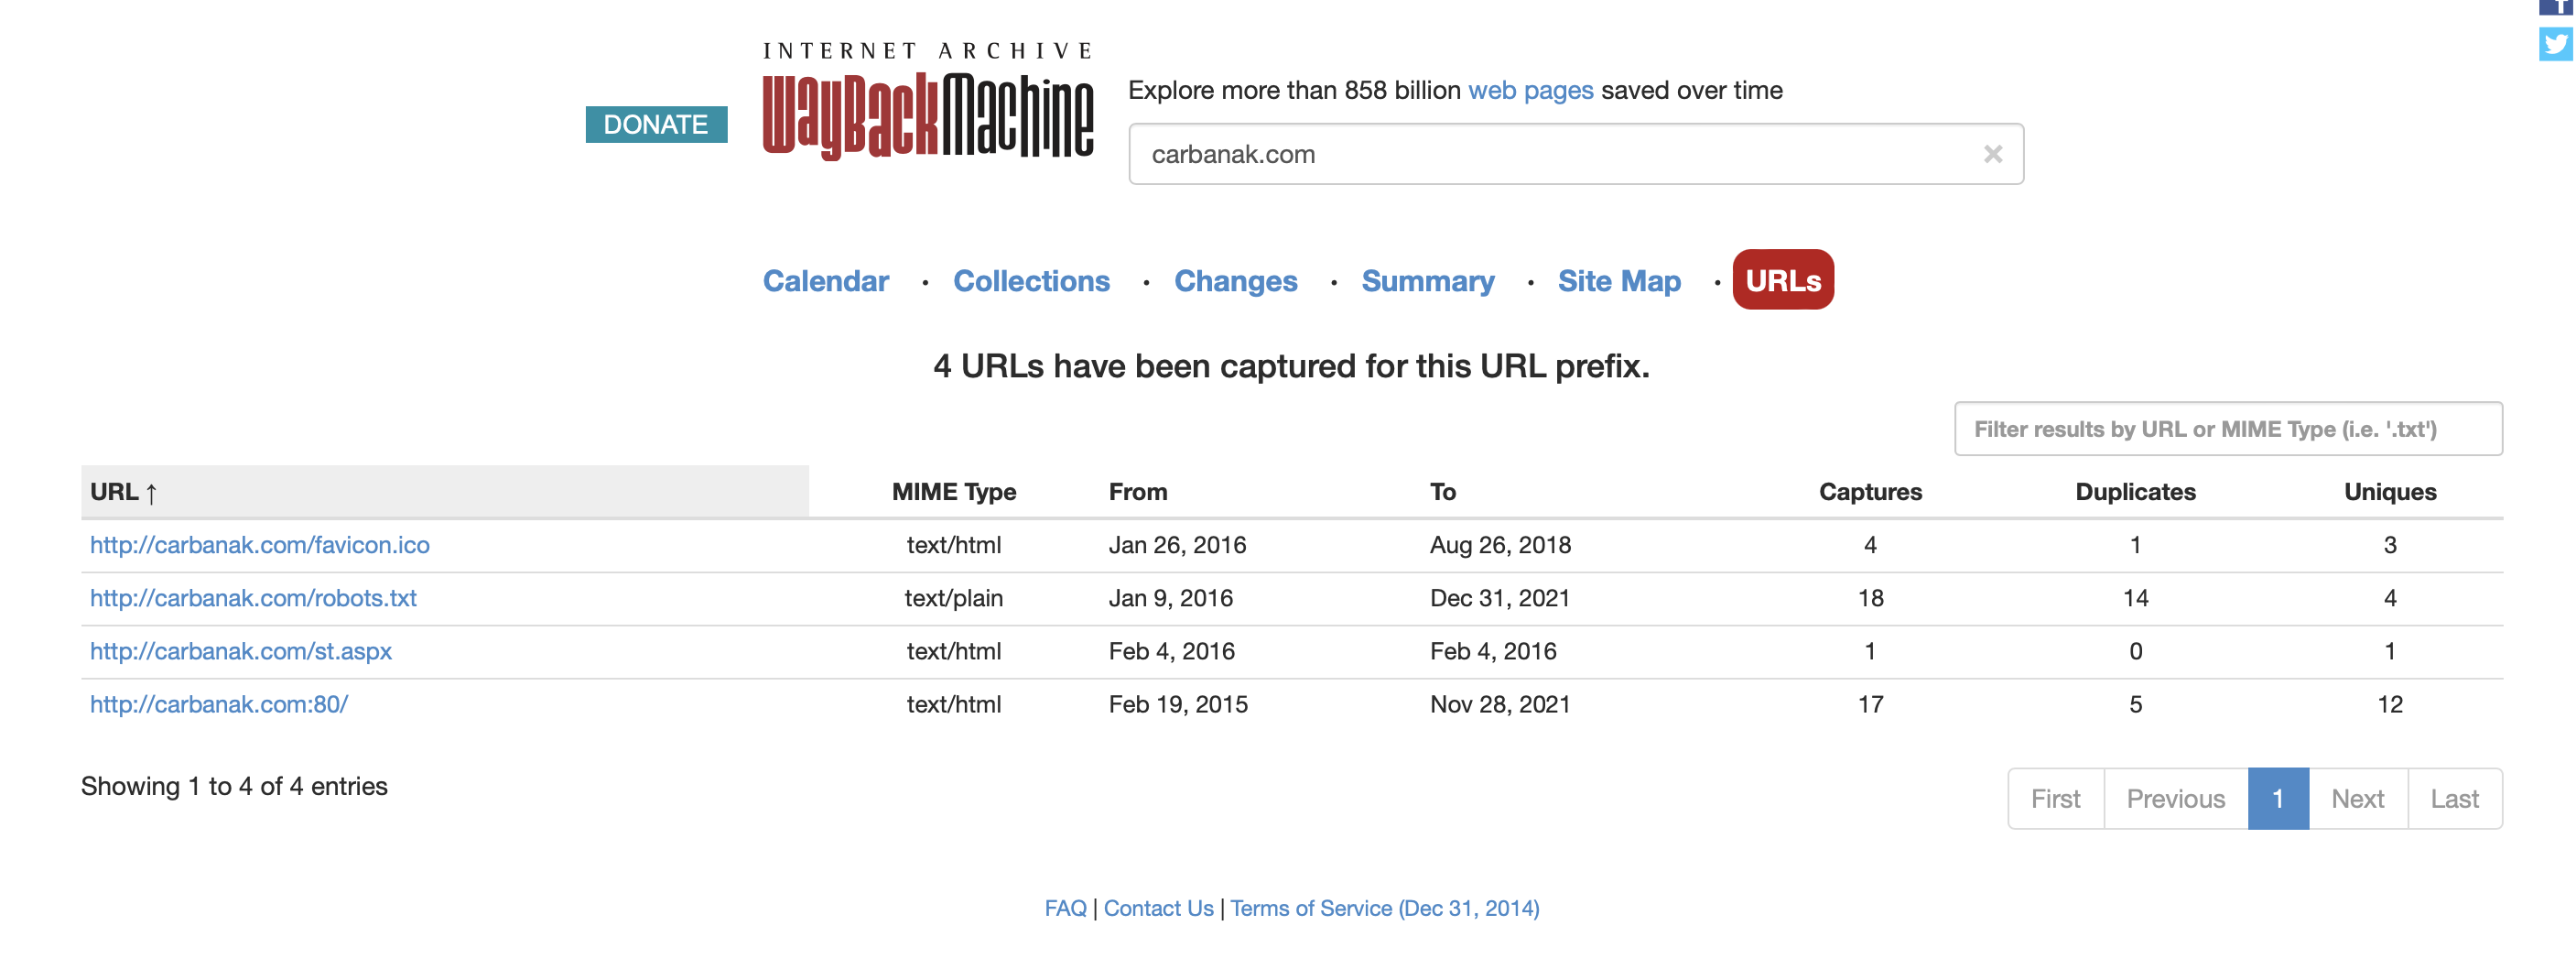 INTERNET ARCHIVE
WayBackMachine
DONATE
Explore more than 858 billion web pages saved over time
carbanak.com
Calendar · Collections · Changes · Summary · Site Map · URLs
4 URLs have been captured for this URL prefix.
Filter results by URL or MIME Type (i.e. '.txt')
URL ↑ MIME Type From To Captures Duplicates Uniques
http://carbanak.com/favicon.ico text/html Jan 26, 2016 Aug 26, 2018 4 1 3
http://carbanak.com/robots.txt text/plain Jan 9, 2016 Dec 31, 2021 18 14 4
http://carbanak.com/st.aspx text/html Feb 4, 2016 Feb 4, 2016 1 0 1
http://carbanak.com:80/ text/html Feb 19, 2015 Nov 28, 2021 17 5 12
Showing 1 to 4 of 4 entries
First Previous 1 Next Last
FAQ | Contact Us | Terms of Service (Dec 31, 2014)